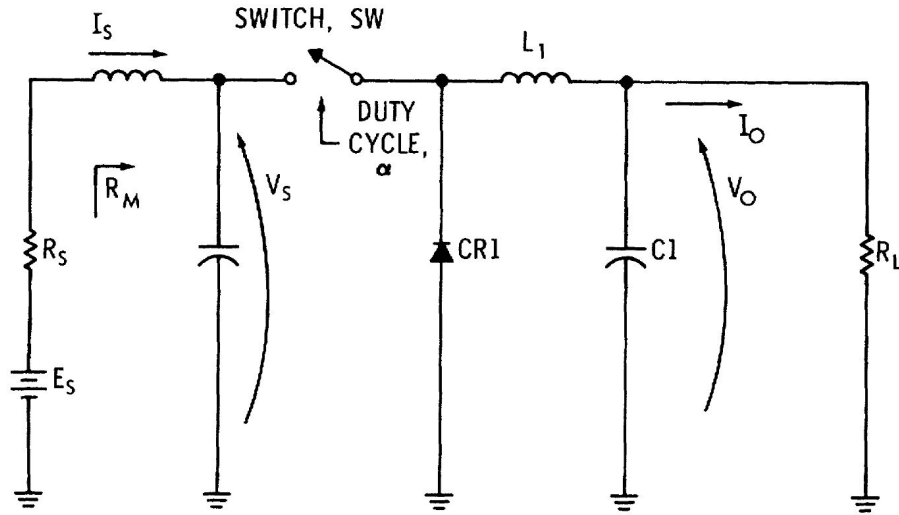 SWITCH, SW
I_S
L_1
DUTY
CYCLE,
α
I_O
R_M
V_S
V_O
R_S
CR1
C1
R_L
E_S